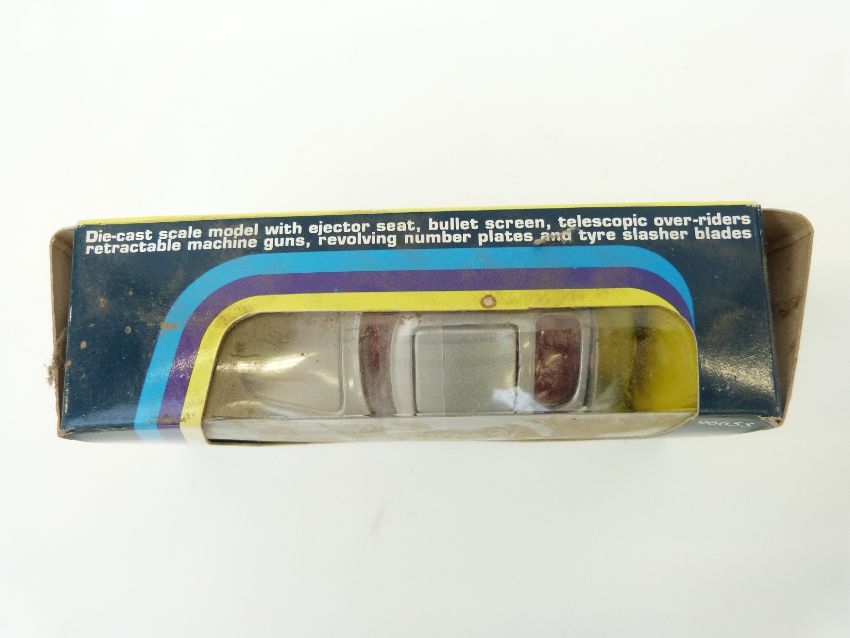 Die-cast scale model with ejector seat, bullet screen, telescopic over-riders
retractable machine guns, revolving number plates and tyre slasher blades